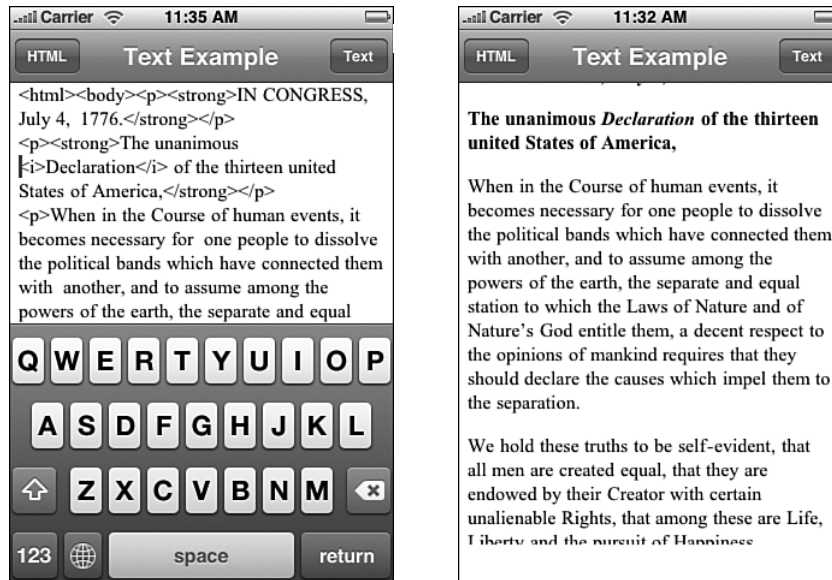 Carrier 11:35 AM
HTML Text Example Text
<html><body><p><strong>IN CONGRESS,
July 4, 1776.</strong></p>
<p><strong>The unanimous
<i>Declaration</i> of the thirteen united
States of America,</strong></p>
<p>When in the Course of human events, it
becomes necessary for one people to dissolve
the political bands which have connected them
with another, and to assume among the
powers of the earth, the separate and equal
Q W E R T Y U I O P
A S D F G H J K L
Z X C V B N M
123 space return
Carrier 11:32 AM
HTML Text Example Text
The unanimous Declaration of the thirteen
united States of America,
When in the Course of human events, it
becomes necessary for one people to dissolve
the political bands which have connected them
with another, and to assume among the
powers of the earth, the separate and equal
station to which the Laws of Nature and of
Nature's God entitle them, a decent respect to
the opinions of mankind requires that they
should declare the causes which impel them to
the separation.
We hold these truths to be self-evident, that
all men are created equal, that they are
endowed by their Creator with certain
unalienable Rights, that among these are Life,
Liberty and the pursuit of Happiness